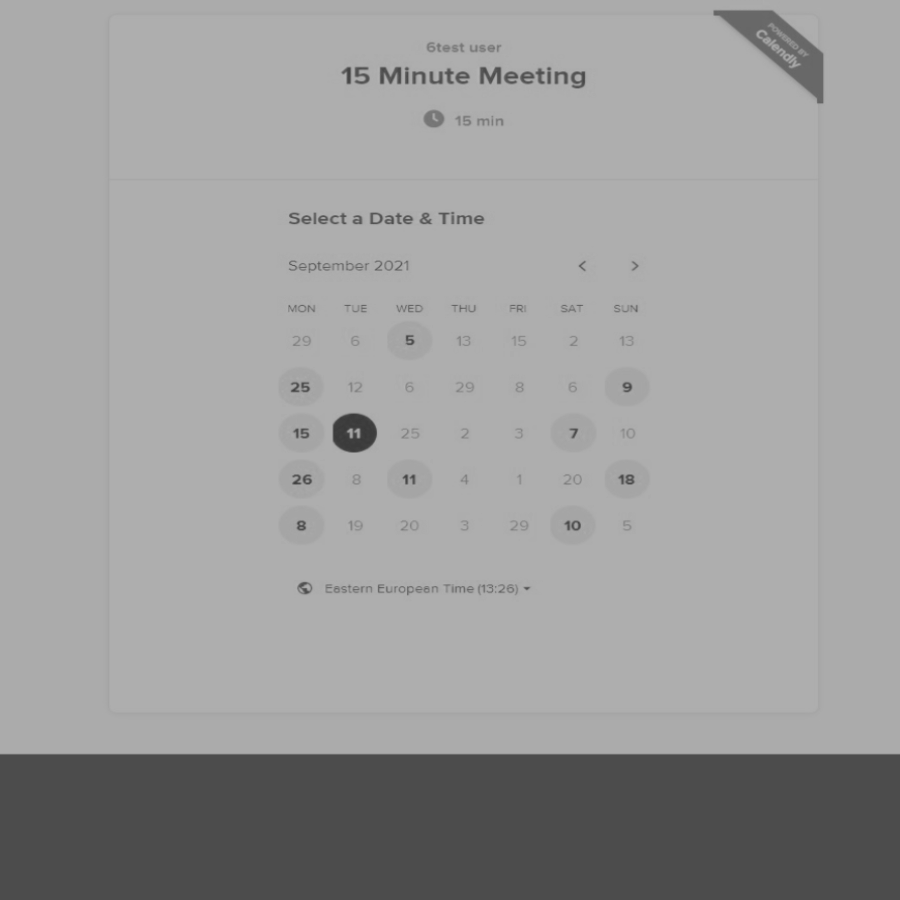 POWERED BY
Calendly
6test user
15 Minute Meeting
15 min
Select a Date & Time
September 2021
MON TUE WED THU FRI SAT SUN
29 6 5 13 15 2 13
25 12 6 29 8 6 9
15 11 25 2 3 7 10
26 8 11 4 1 20 18
8 19 20 3 29 10 5
Eastern European Time (13:26)